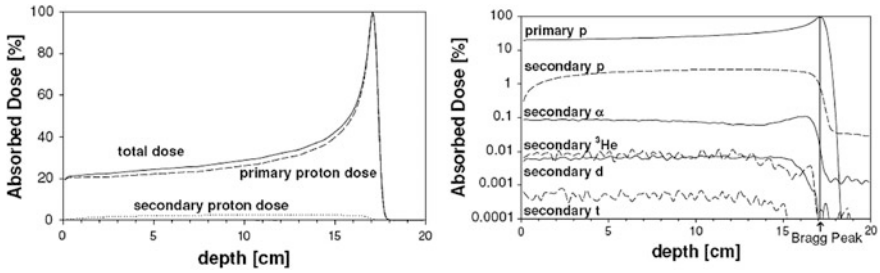 Absorbed Dose [%]
100
80
60
40
20
0
total dose
primary proton dose
secondary proton dose
0
5
10
15
20
depth [cm]
Absorbed Dose [%]
100
10
1
0.1
0.01
0.001
0.0001
primary p
secondary p
secondary α
secondary ³He
secondary d
secondary t
0
5
10
15
20
Bragg Peak
depth [cm]